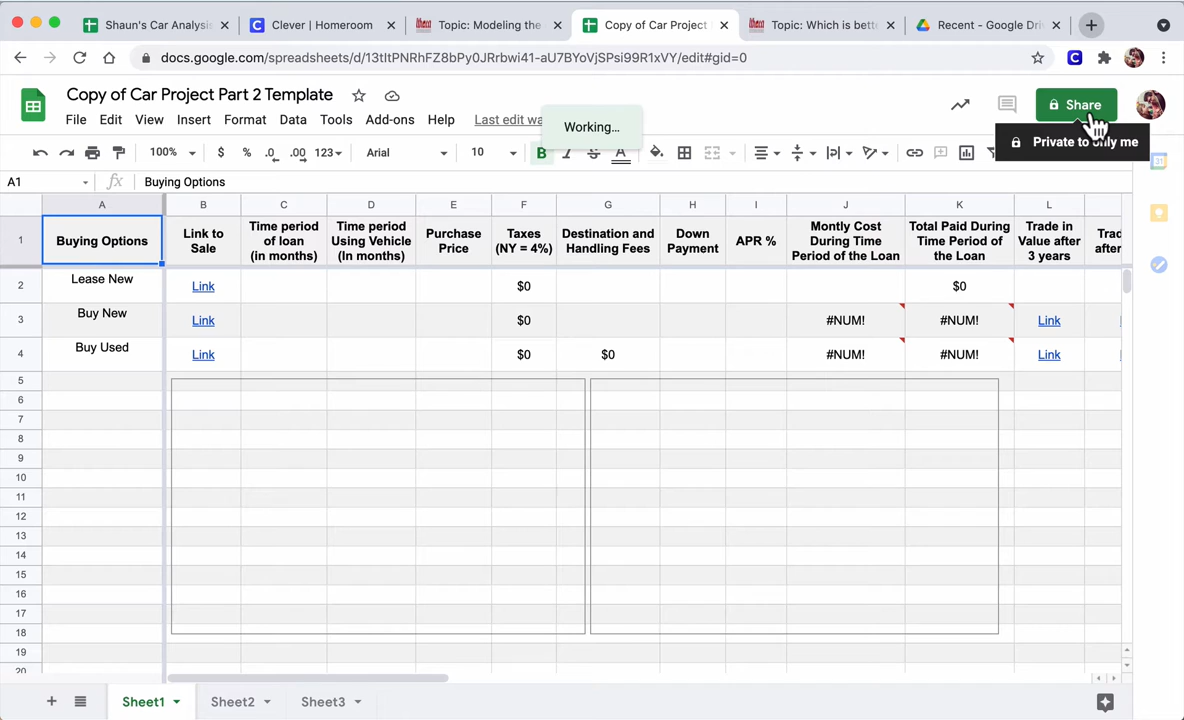 Shaun's Car Analysis
Clever | Homeroom
Topic: Modeling the
Copy of Car Project
Topic: Which is bett
Recent - Google Dri
docs.google.com/spreadsheets/d/13tItPNRhFZ8bPy0JRrbwi41-aU7BYoVjSPsi99R1xVY/edit#gid=0
Copy of Car Project Part 2 Template
Share
File Edit View Insert Format Data Tools Add-ons Help Last edit wa
Working...
Private to only me
100% $ % .0 .00 123 Arial 10 B I S A
A1 fx Buying Options
A B C D E F G H I J K L
1 Buying Options
Link to
Sale
Time period
of loan
(in months)
Time period
Using Vehicle
(In months)
Purchase
Price
Taxes
(NY = 4%)
Destination and
Handling Fees
Down
Payment
APR %
Montly Cost
During Time
Period of the Loan
Total Paid During
Time Period of
the Loan
Trade in
Value after
3 years
Trad
after
2 Lease New Link $0 $0
3 Buy New Link $0 #NUM! #NUM! Link
4 Buy Used Link $0 $0 #NUM! #NUM! Link
5
6
7
8
9
10
11
12
13
14
15
16
17
18
19
20
Sheet1 Sheet2 Sheet3